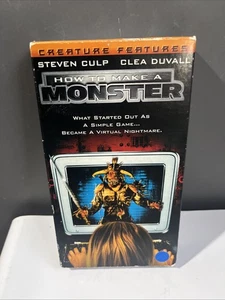 CREATURE FEATURES
STEVEN CULP CLEA DUVALL
HOW TO MAKE A
MONSTER
WHAT STARTED OUT AS
A SIMPLE GAME...
BECAME A VIRTUAL NIGHTMARE.